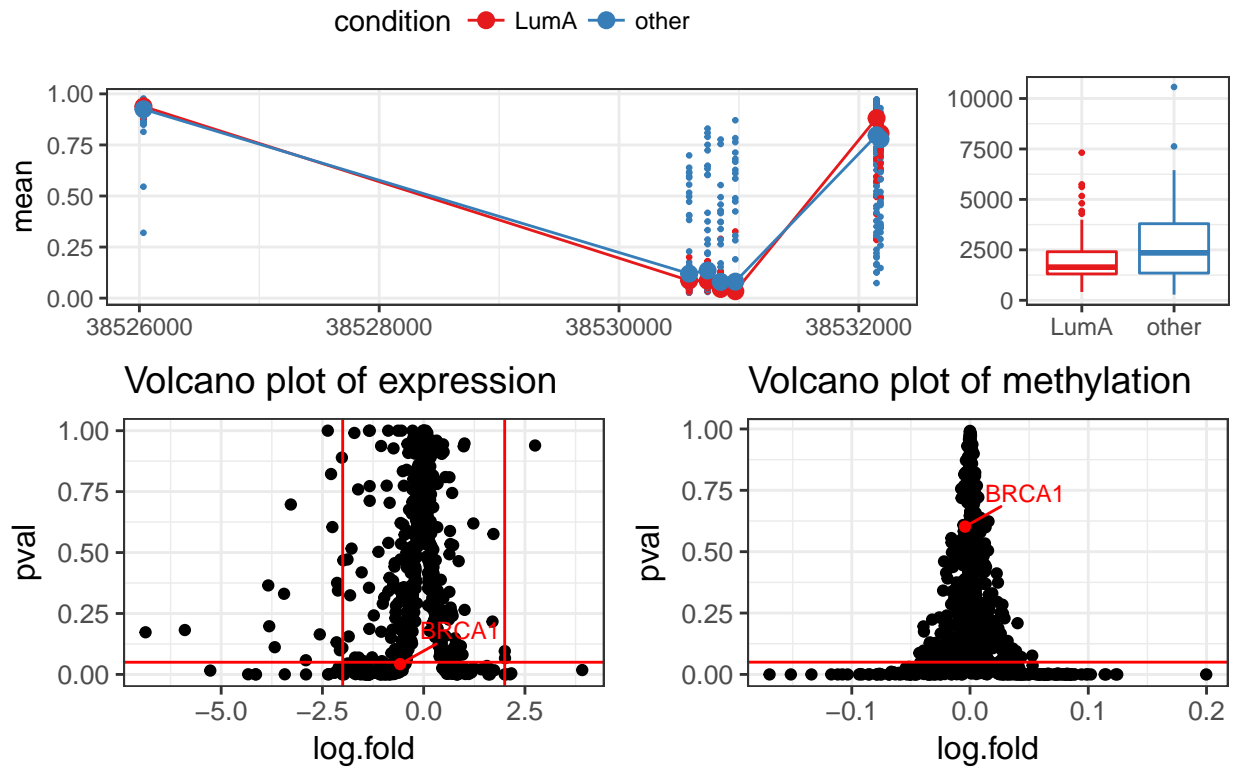 condition LumA other
mean
1.00
0.75
0.50
0.25
0.00
38526000 38528000 38530000 38532000
10000
7500
5000
2500
0
LumA other
Volcano plot of expression
pval
1.00
0.75
0.50
0.25
0.00
BRCA1
−5.0 −2.5 0.0 2.5
log.fold
Volcano plot of methylation
pval
1.00
0.75
0.50
0.25
0.00
BRCA1
−0.1 0.0 0.1 0.2
log.fold